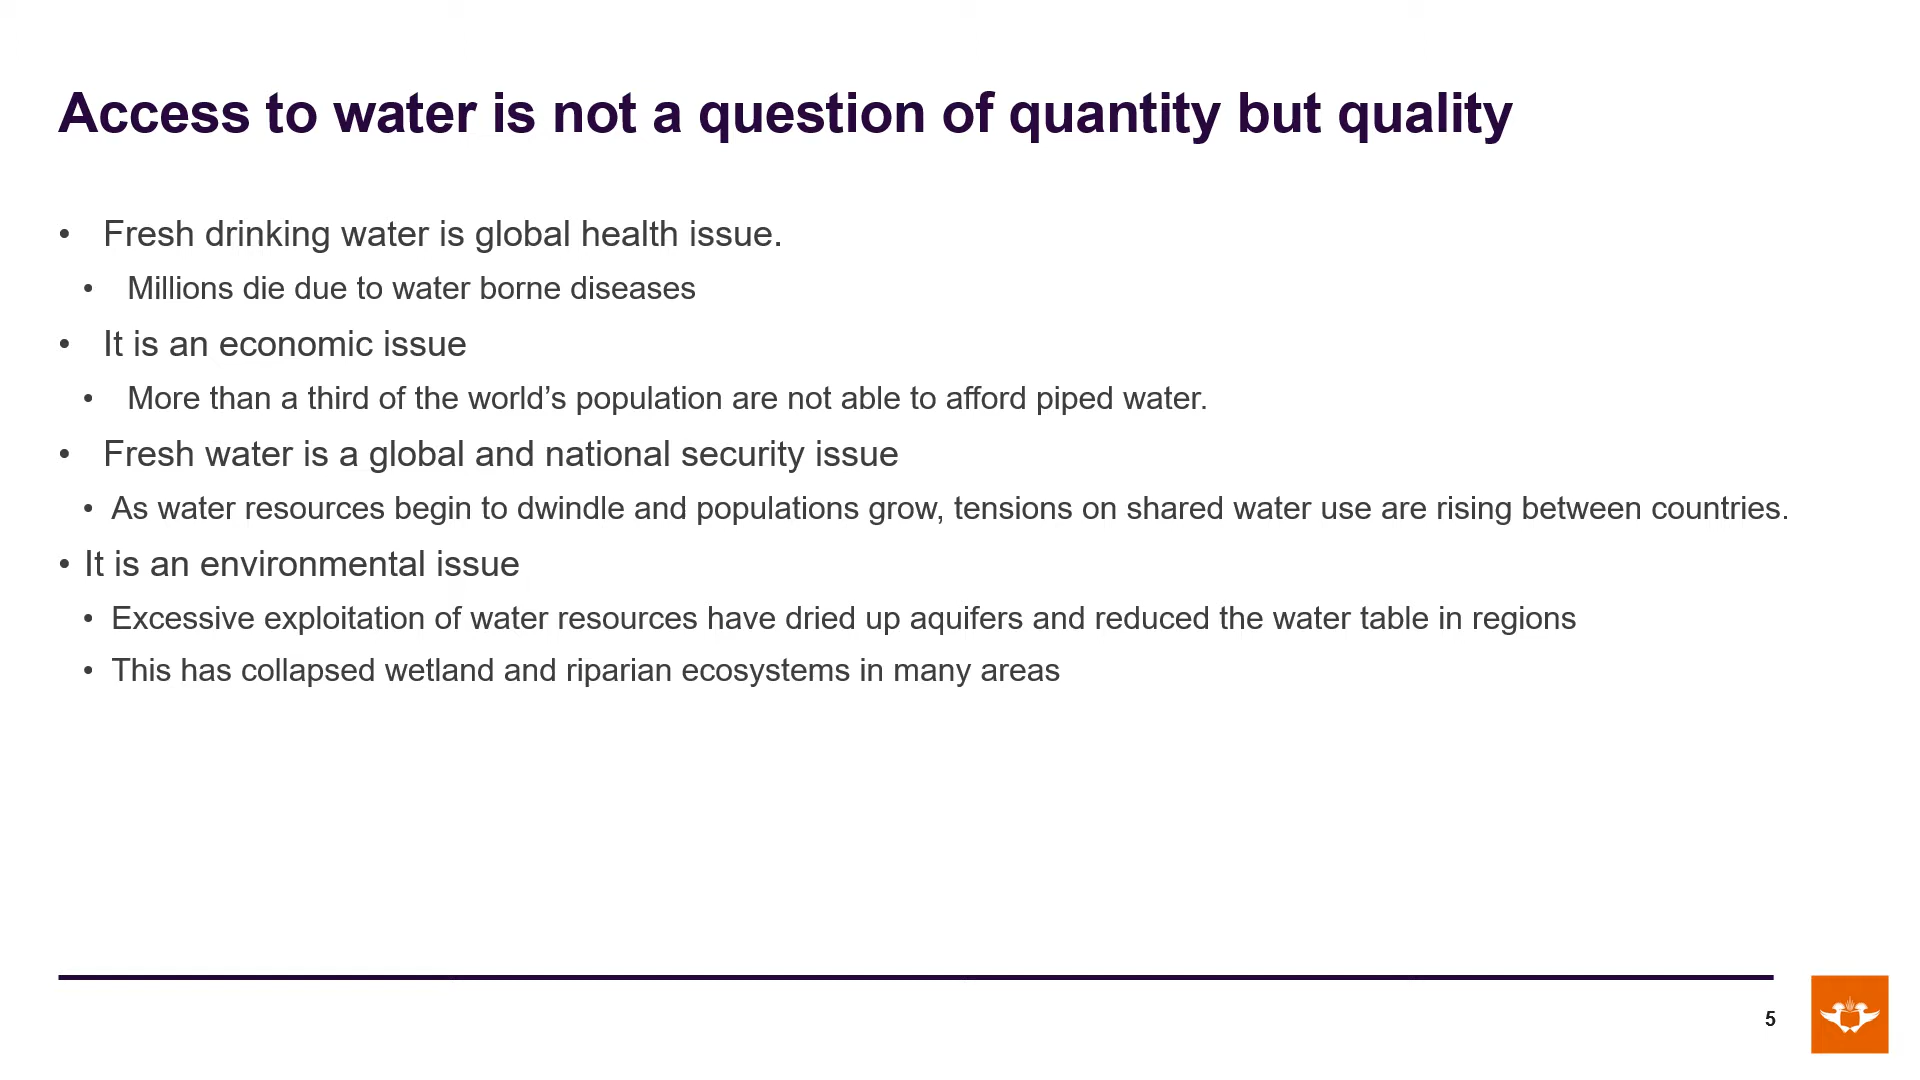 Access to water is not a question of quantity but quality
• Fresh drinking water is global health issue.
• Millions die due to water borne diseases
• It is an economic issue
• More than a third of the world’s population are not able to afford piped water.
• Fresh water is a global and national security issue
• As water resources begin to dwindle and populations grow, tensions on shared water use are rising between countries.
• It is an environmental issue
• Excessive exploitation of water resources have dried up aquifers and reduced the water table in regions
• This has collapsed wetland and riparian ecosystems in many areas
5